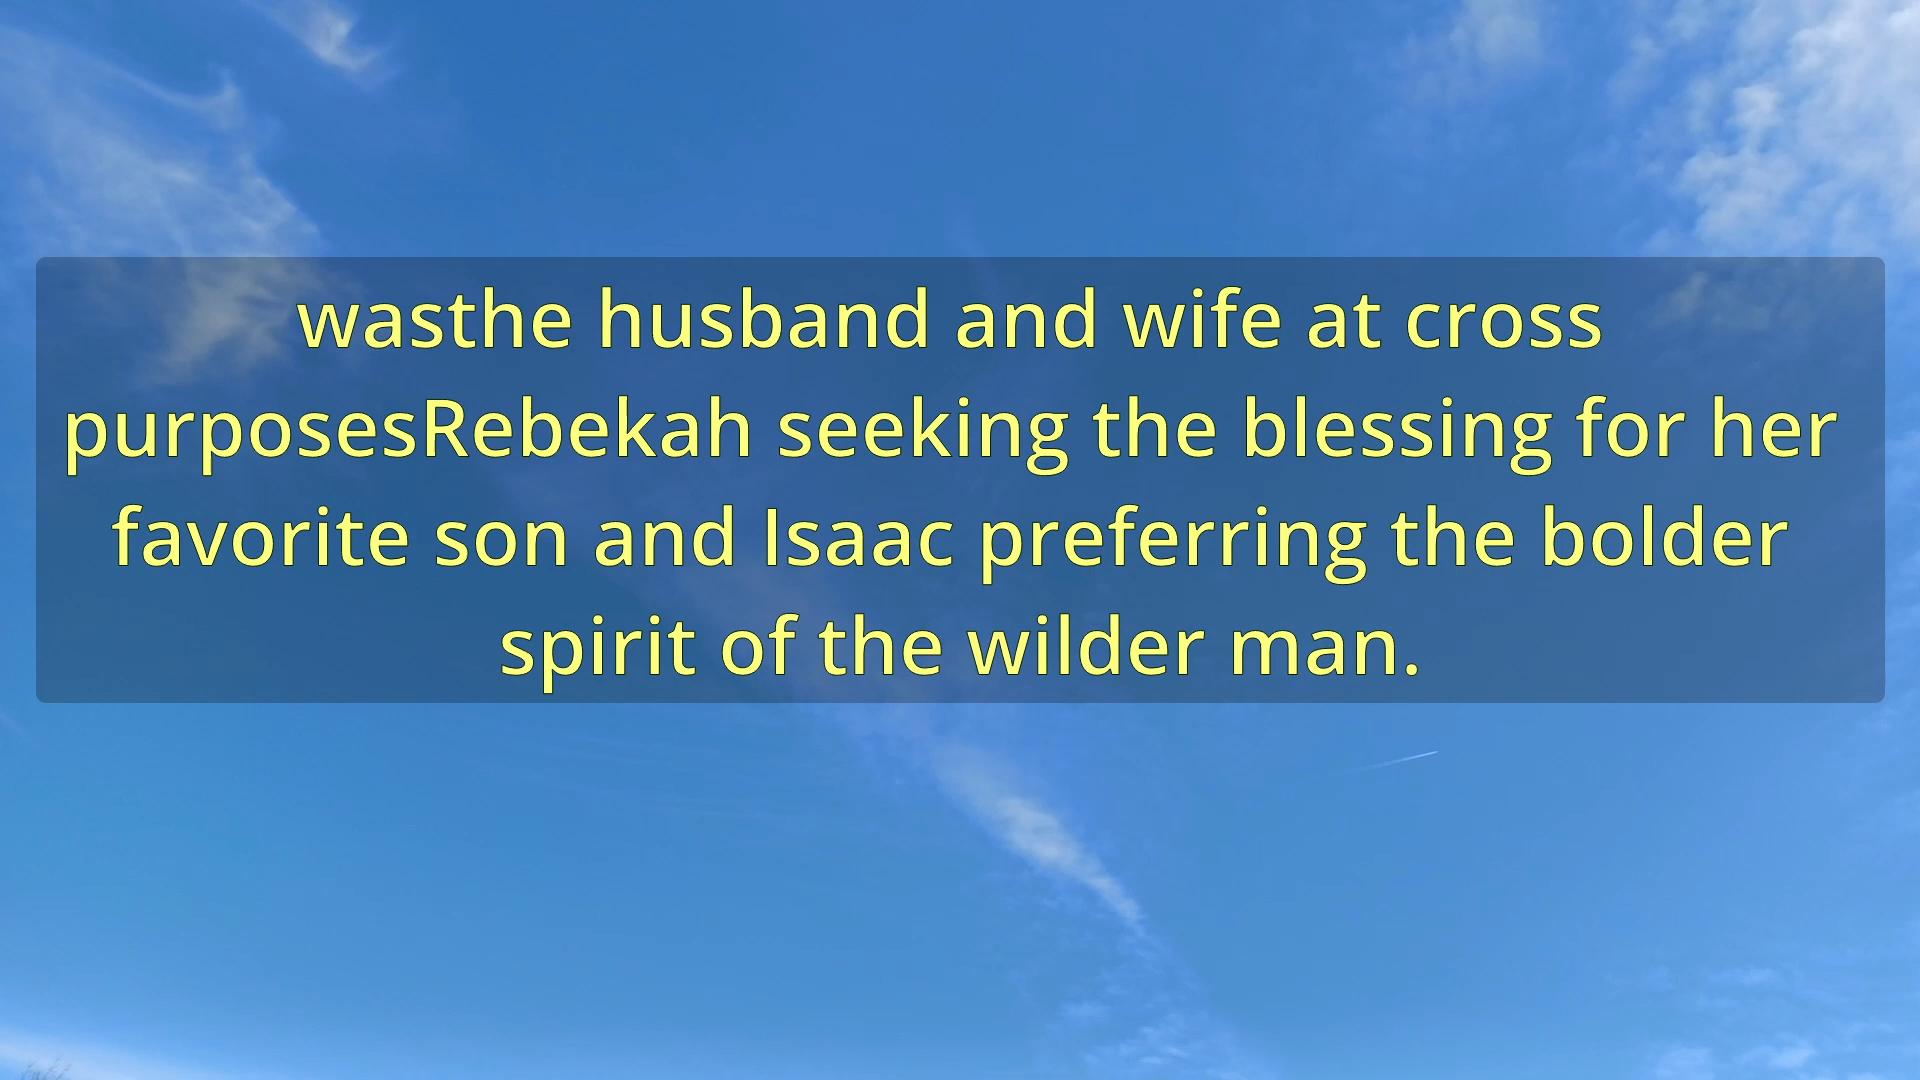 wasthe husband and wife at cross
purposesRebekah seeking the blessing for her
favorite son and Isaac preferring the bolder
spirit of the wilder man.